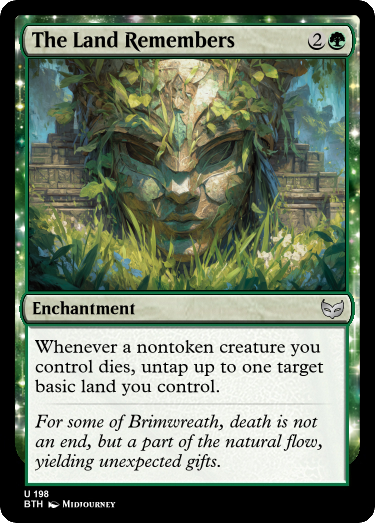 The Land Remembers 2
Enchantment
Whenever a nontoken creature you
control dies, untap up to one target
basic land you control.
For some of Brimwreath, death is not
an end, but a part of the natural flow,
yielding unexpected gifts.
U 198
BTH Midjourney